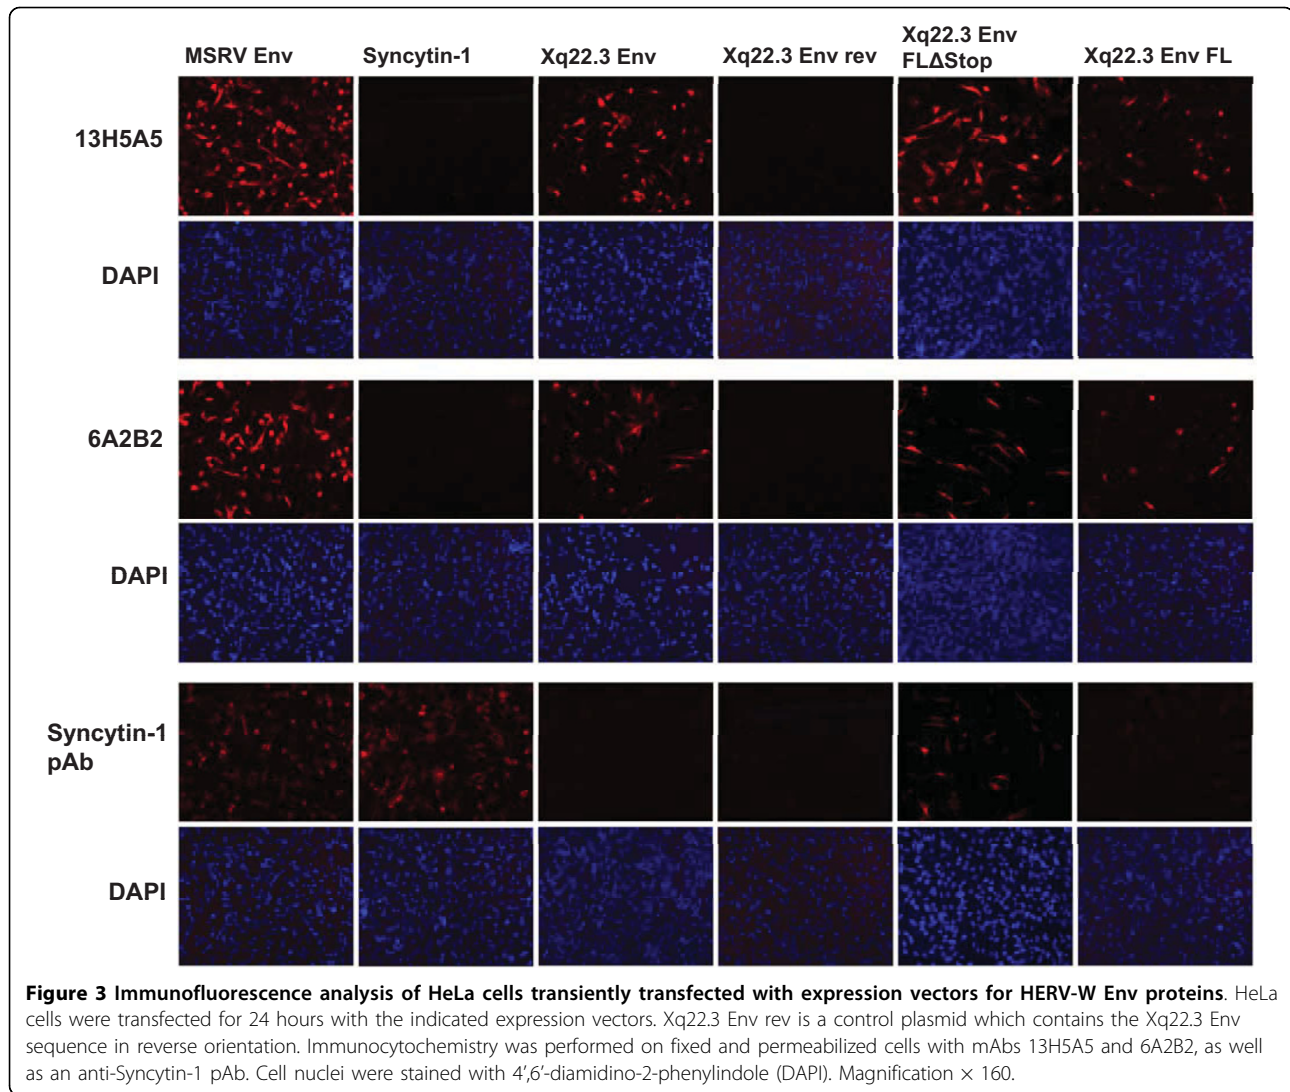 MSRV Env Syncytin-1 Xq22.3 Env Xq22.3 Env rev Xq22.3 Env FLΔStop Xq22.3 Env FL
13H5A5
DAPI
6A2B2
DAPI
Syncytin-1
pAb
DAPI
Figure 3 Immunofluorescence analysis of HeLa cells transiently transfected with expression vectors for HERV-W Env proteins. HeLa
cells were transfected for 24 hours with the indicated expression vectors. Xq22.3 Env rev is a control plasmid which contains the Xq22.3 Env
sequence in reverse orientation. Immunocytochemistry was performed on fixed and permeabilized cells with mAbs 13H5A5 and 6A2B2, as well
as an anti-Syncytin-1 pAb. Cell nuclei were stained with 4′,6′-diamidino-2-phenylindole (DAPI). Magnification × 160.